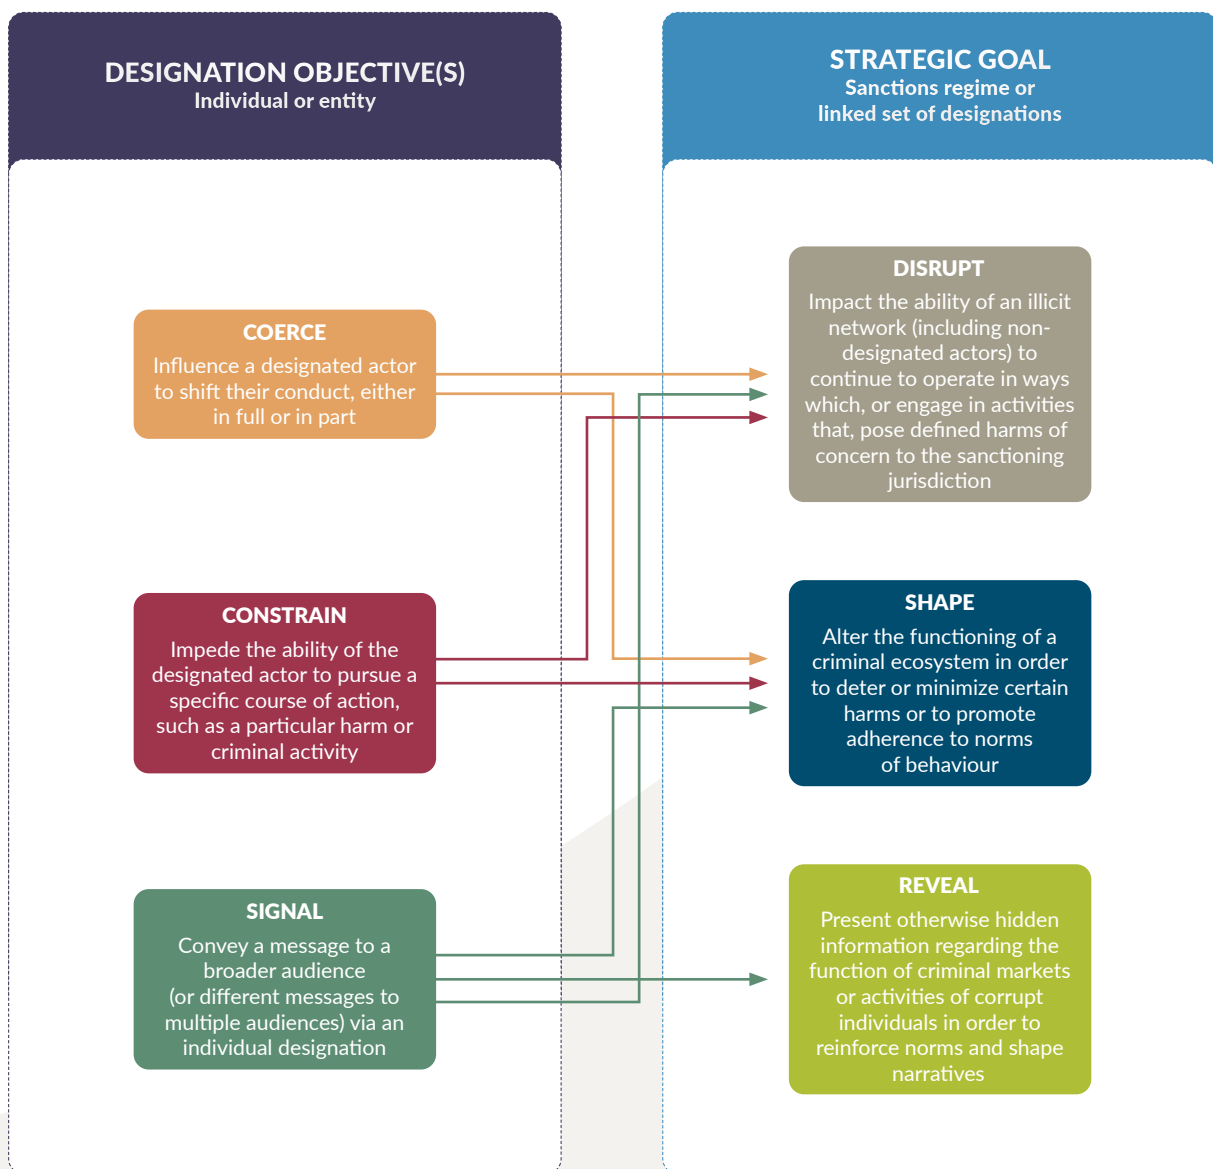 DESIGNATION OBJECTIVE(S)
Individual or entity
COERCE
Influence a designated actor
to shift their conduct, either
in full or in part
CONSTRAIN
Impede the ability of the
designated actor to pursue a
specific course of action,
such as a particular harm or
criminal activity
SIGNAL
Convey a message to a
broader audience
(or different messages to
multiple audiences) via an
individual designation
STRATEGIC GOAL
Sanctions regime or
linked set of designations
DISRUPT
Impact the ability of an illicit
network (including non-
designated actors) to
continue to operate in ways
which, or engage in activities
that, pose defined harms of
concern to the sanctioning
jurisdiction
SHAPE
Alter the functioning of a
criminal ecosystem in order
to deter or minimize certain
harms or to promote
adherence to norms
of behaviour
REVEAL
Present otherwise hidden
information regarding the
function of criminal markets
or activities of corrupt
individuals in order to
reinforce norms and shape
narratives